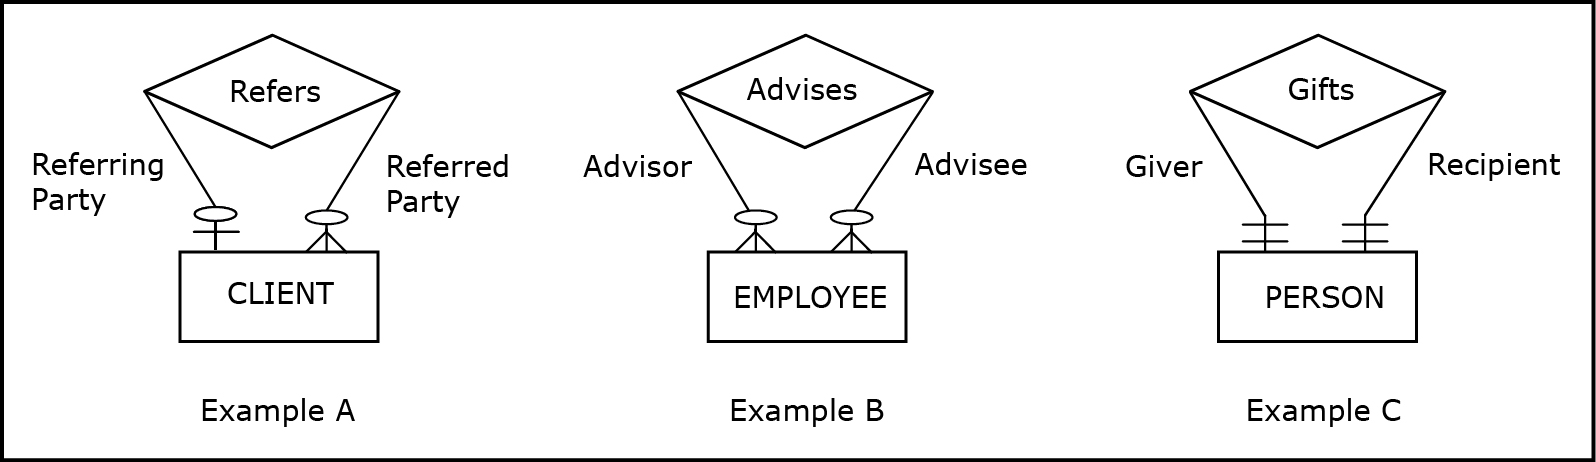 Refers
Advises
Gifts
Referring
Party
Referred
Party
Advisor
Advisee
Giver
Recipient
CLIENT
EMPLOYEE
PERSON
Example A
Example B
Example C